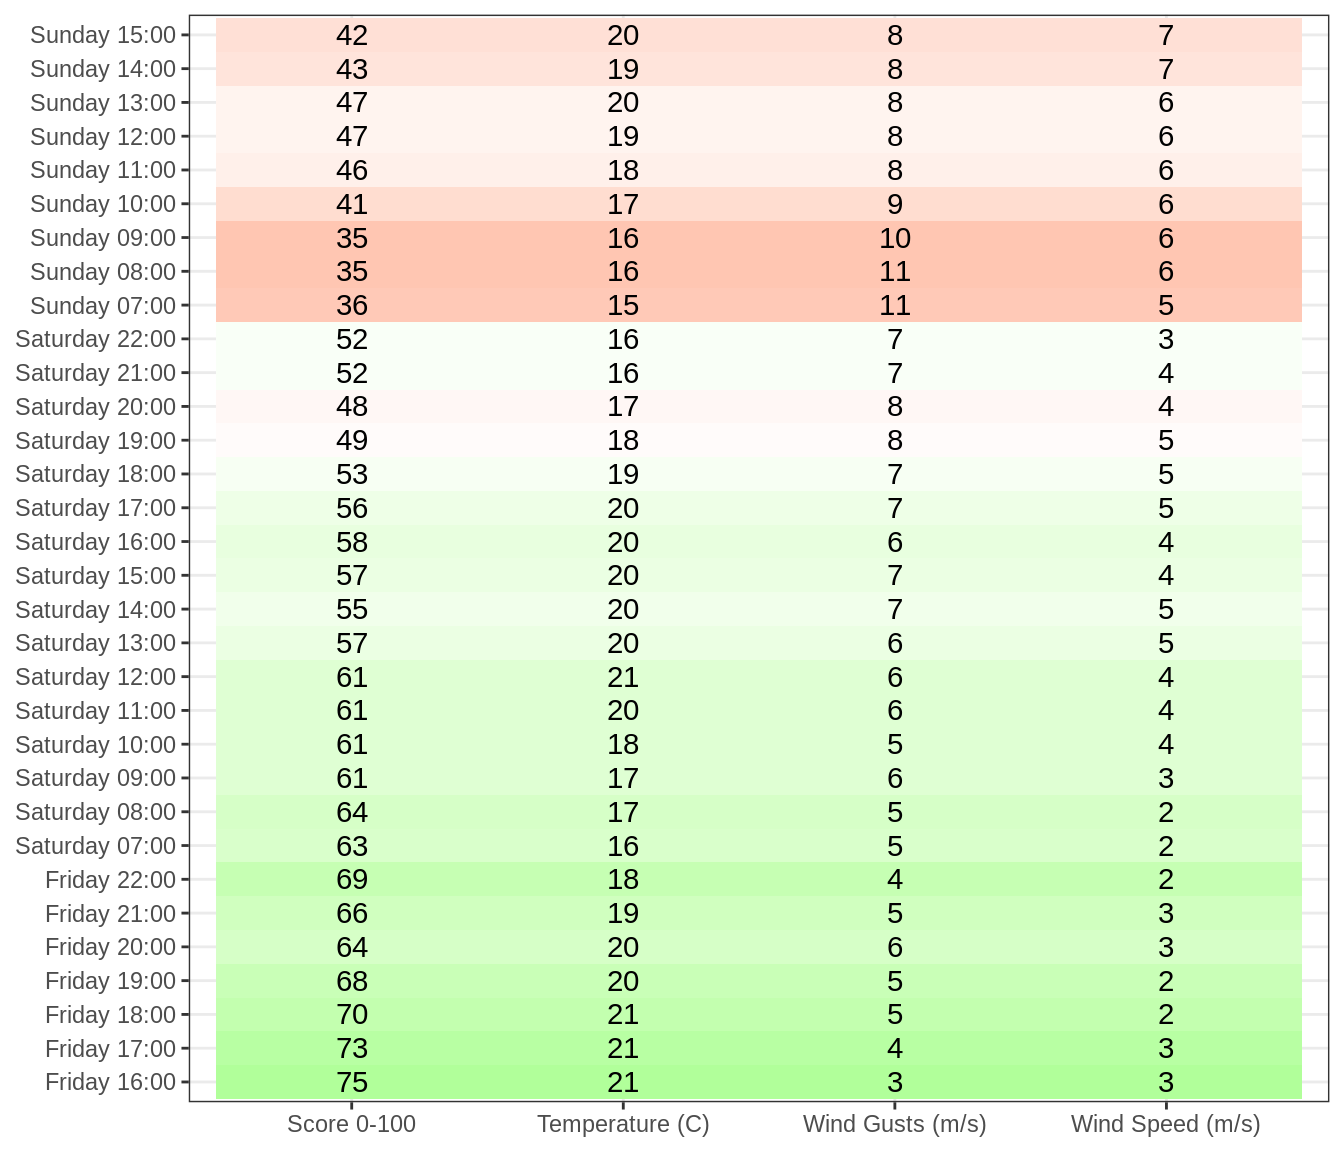 Sunday 15:00 42 20 8 7
Sunday 14:00 43 19 8 7
Sunday 13:00 47 20 8 6
Sunday 12:00 47 19 8 6
Sunday 11:00 46 18 8 6
Sunday 10:00 41 17 9 6
Sunday 09:00 35 16 10 6
Sunday 08:00 35 16 11 6
Sunday 07:00 36 15 11 5
Saturday 22:00 52 16 7 3
Saturday 21:00 52 16 7 4
Saturday 20:00 48 17 8 4
Saturday 19:00 49 18 8 5
Saturday 18:00 53 19 7 5
Saturday 17:00 56 20 7 5
Saturday 16:00 58 20 6 4
Saturday 15:00 57 20 7 4
Saturday 14:00 55 20 7 5
Saturday 13:00 57 20 6 5
Saturday 12:00 61 21 6 4
Saturday 11:00 61 20 6 4
Saturday 10:00 61 18 5 4
Saturday 09:00 61 17 6 3
Saturday 08:00 64 17 5 2
Saturday 07:00 63 16 5 2
Friday 22:00 69 18 4 2
Friday 21:00 66 19 5 3
Friday 20:00 64 20 6 3
Friday 19:00 68 20 5 2
Friday 18:00 70 21 5 2
Friday 17:00 73 21 4 3
Friday 16:00 75 21 3 3
Score 0-100 Temperature (C) Wind Gusts (m/s) Wind Speed (m/s)